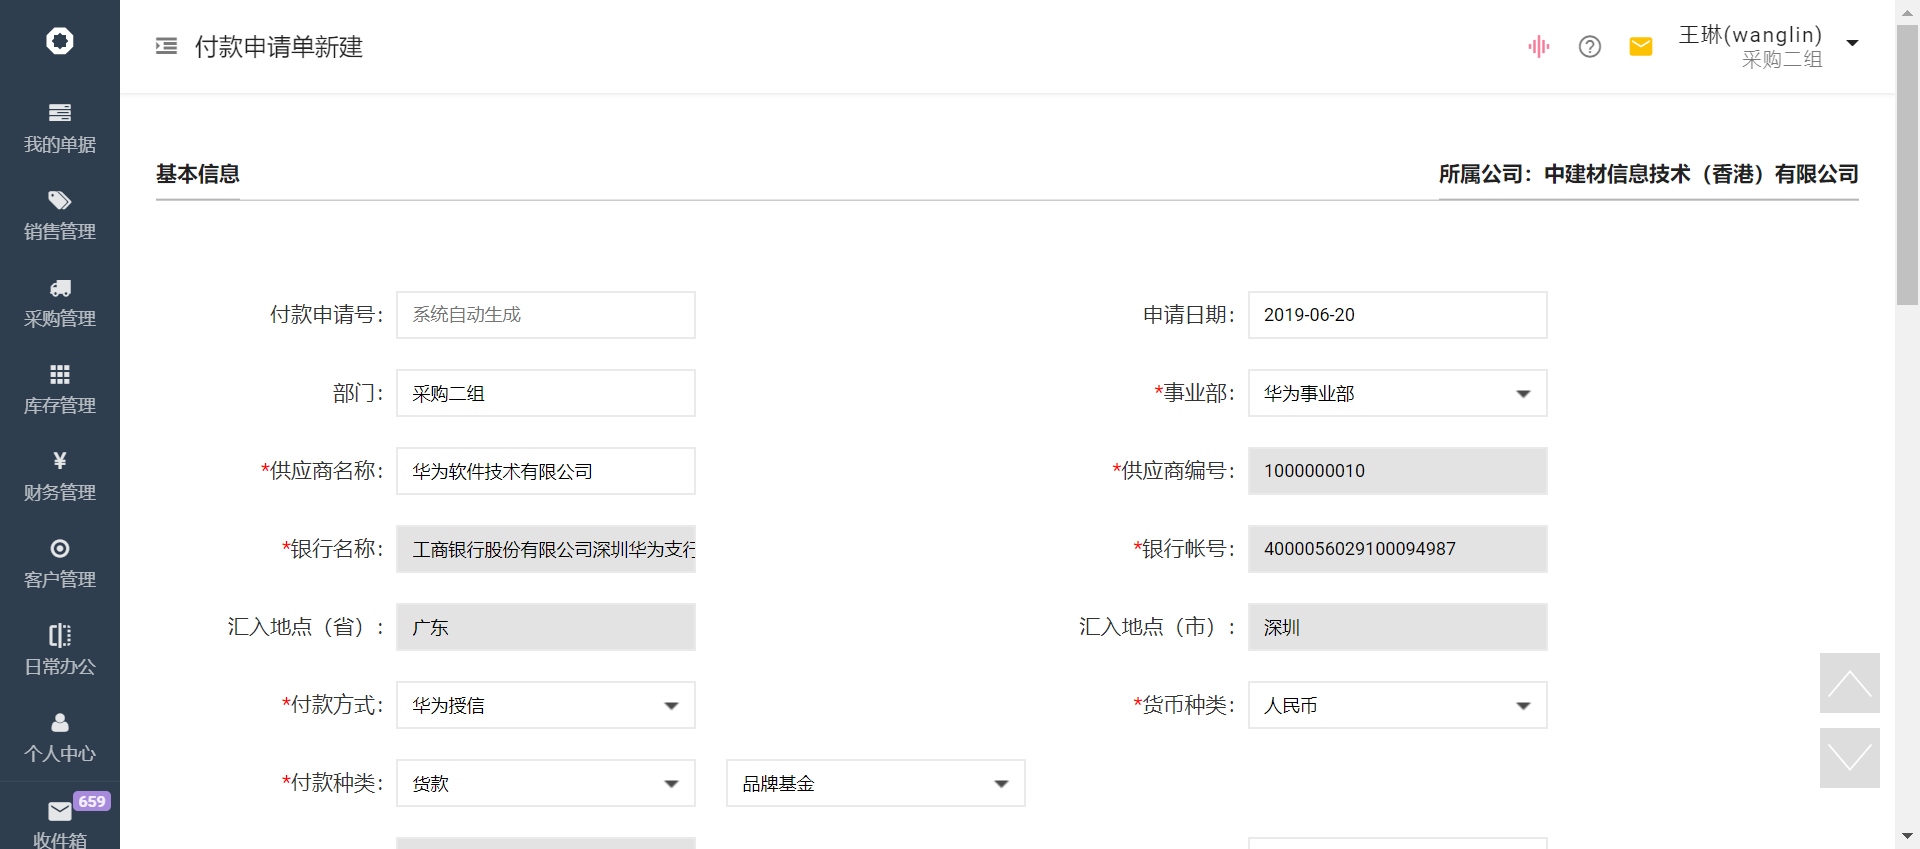 付款申请单新建
王琳(wanglin)
采购二组
我的单据
销售管理
采购管理
库存管理
¥
财务管理
客户管理
日常办公
个人中心
659
收件箱
基本信息
所属公司：中建材信息技术（香港）有限公司
付款申请号： 系统自动生成
申请日期： 2019-06-20
部门： 采购二组
*事业部： 华为事业部
*供应商名称： 华为软件技术有限公司
*供应商编号： 1000000010
*银行名称： 工商银行股份有限公司深圳华为支行
*银行帐号： 4000056029100094987
汇入地点（省）： 广东
汇入地点（市）： 深圳
*付款方式： 华为授信
*货币种类： 人民币
*付款种类： 货款 品牌基金